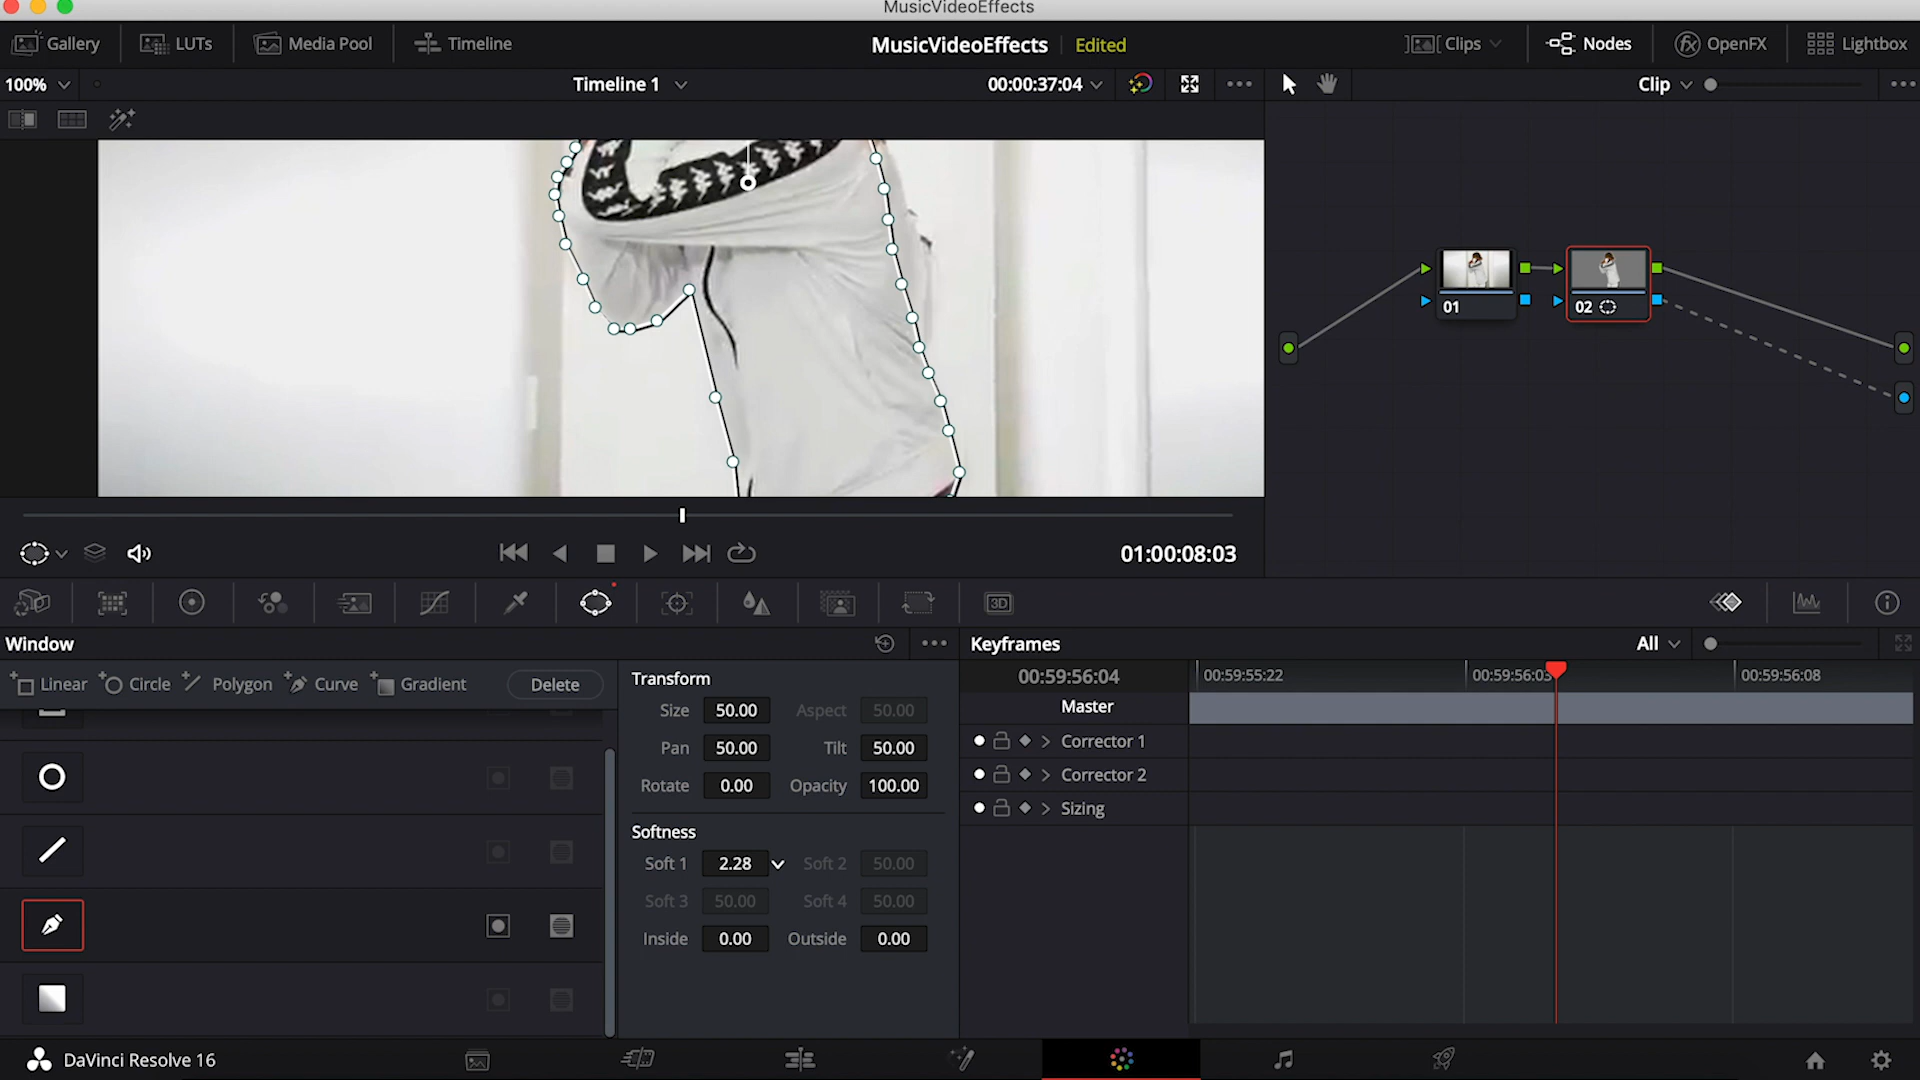 MusicVideoEffects
Gallery LUTs Media Pool Timeline MusicVideoEffects Edited Clips Nodes OpenFX Lightbox
100% Timeline 1 00:00:37:04 Clip
01 02
01:00:08:03
3D
Window Keyframes All
Linear Circle Polygon Curve Gradient Delete
Transform
Size 50.00 Aspect 50.00
Pan 50.00 Tilt 50.00
Rotate 0.00 Opacity 100.00
Softness
Soft 1 2.28 Soft 2 50.00
Soft 3 50.00 Soft 4 50.00
Inside 0.00 Outside 0.00
00:59:56:04 00:59:55:22 00:59:56:03 00:59:56:08
Master
Corrector 1
Corrector 2
Sizing
DaVinci Resolve 16